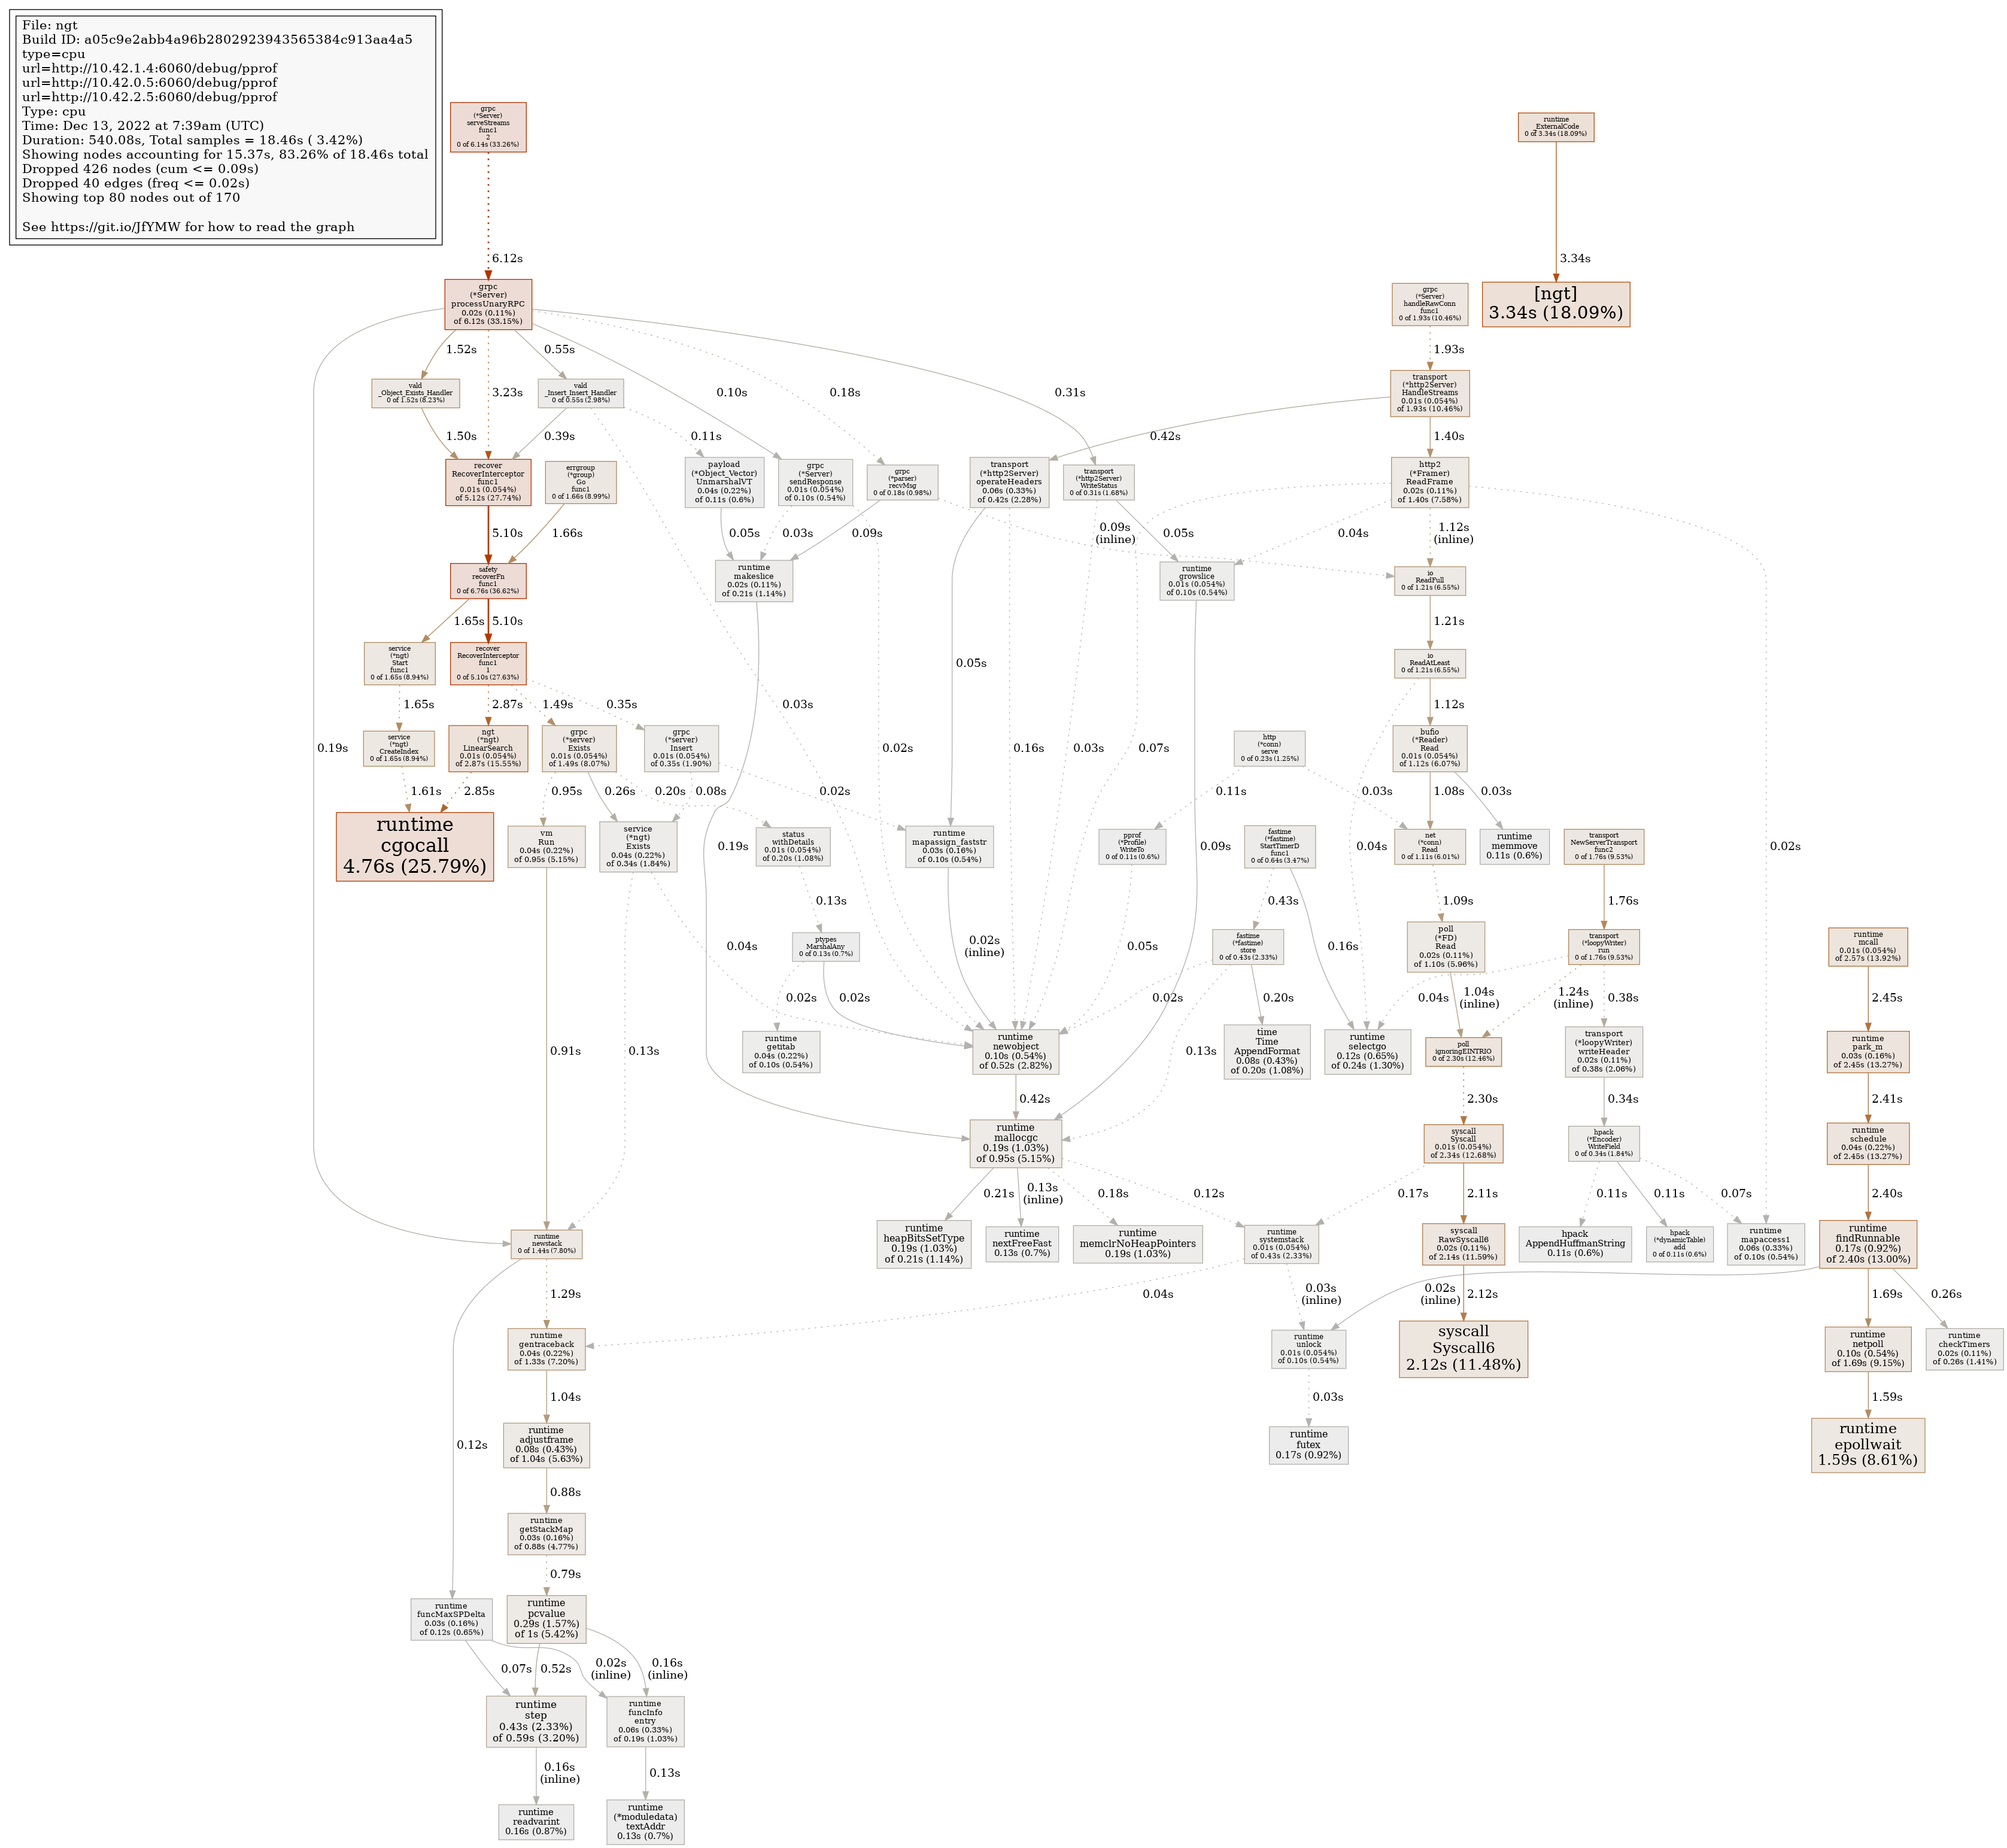 File: ngt
Build ID: a05c9e2abb4a96b2802923943565384c913aa4a5
type=cpu
url=http://10.42.1.4:6060/debug/pprof
url=http://10.42.0.5:6060/debug/pprof
url=http://10.42.2.5:6060/debug/pprof
Type: cpu
Time: Dec 13, 2022 at 7:39am (UTC)
Duration: 540.08s, Total samples = 18.46s ( 3.42%)
Showing nodes accounting for 15.37s, 83.26% of 18.46s total
Dropped 426 nodes (cum <= 0.09s)
Dropped 40 edges (freq <= 0.02s)
Showing top 80 nodes out of 170
See https://git.io/JfYMW for how to read the graph
grpc
(*Server)
serveStreams
func1
2
0 of 6.14s (33.26%)
runtime
_ExternalCode
0 of 3.34s (18.09%)
6.12s
3.34s
grpc
(*Server)
processUnaryRPC
0.02s (0.11%)
of 6.12s (33.15%)
grpc
(*Server)
handleRawConn
func1
0 of 1.93s (10.46%)
[ngt]
3.34s (18.09%)
1.52s
0.55s
1.93s
vald
_Object_Exists_Handler
0 of 1.52s (8.23%)
3.23s
vald
_Insert_Insert_Handler
0 of 0.55s (2.98%)
0.10s
0.18s
0.31s
transport
(*http2Server)
HandleStreams
0.01s (0.054%)
of 1.93s (10.46%)
1.50s
0.39s
0.11s
0.42s
1.40s
recover
RecoverInterceptor
func1
0.01s (0.054%)
of 5.12s (27.74%)
errgroup
(*group)
Go
func1
0 of 1.66s (8.99%)
payload
(*Object_Vector)
UnmarshalVT
0.04s (0.22%)
of 0.11s (0.6%)
grpc
(*Server)
sendResponse
0.01s (0.054%)
of 0.10s (0.54%)
grpc
(*parser)
recvMsg
0 of 0.18s (0.98%)
transport
(*http2Server)
operateHeaders
0.06s (0.33%)
of 0.42s (2.28%)
transport
(*http2Server)
WriteStatus
0 of 0.31s (1.68%)
http2
(*Framer)
ReadFrame
0.02s (0.11%)
of 1.40s (7.58%)
5.10s
1.66s
0.05s
0.03s
0.09s
0.09s
(inline)
0.05s
0.04s
1.12s
(inline)
safety
recoverFn
func1
0 of 6.76s (36.62%)
runtime
makeslice
0.02s (0.11%)
of 0.21s (1.14%)
runtime
growslice
0.01s (0.054%)
of 0.10s (0.54%)
io
ReadFull
0 of 1.21s (6.55%)
1.65s
5.10s
1.21s
service
(*ngt)
Start
func1
0 of 1.65s (8.94%)
recover
RecoverInterceptor
func1
1
0 of 5.10s (27.63%)
0.05s
io
ReadAtLeast
0 of 1.21s (6.55%)
1.65s
2.87s
1.49s
0.35s
0.03s
1.12s
0.19s
service
(*ngt)
CreateIndex
0 of 1.65s (8.94%)
ngt
(*ngt)
LinearSearch
0.01s (0.054%)
of 2.87s (15.55%)
grpc
(*server)
Exists
0.01s (0.054%)
of 1.49s (8.07%)
grpc
(*server)
Insert
0.01s (0.054%)
of 0.35s (1.90%)
0.02s
0.16s
0.03s
0.07s
http
(*conn)
serve
0 of 0.23s (1.25%)
bufio
(*Reader)
Read
0.01s (0.054%)
of 1.12s (6.07%)
1.61s
2.85s
0.95s
0.26s
0.20s
0.08s
0.02s
0.11s
0.03s
1.08s
0.03s
runtime
cgocall
4.76s (25.79%)
vm
Run
0.04s (0.22%)
of 0.95s (5.15%)
service
(*ngt)
Exists
0.04s (0.22%)
of 0.34s (1.84%)
0.19s
status
withDetails
0.01s (0.054%)
of 0.20s (1.08%)
runtime
mapassign_faststr
0.03s (0.16%)
of 0.10s (0.54%)
pprof
(*Profile)
WriteTo
0 of 0.11s (0.6%)
0.09s
fastime
(*fastime)
StartTimerD
func1
0 of 0.64s (3.47%)
0.04s
net
(*conn)
Read
0 of 1.11s (6.01%)
runtime
memmove
0.11s (0.6%)
transport
NewServerTransport
func2
0 of 1.76s (9.53%)
0.02s
0.13s
0.43s
1.09s
1.76s
0.04s
ptypes
MarshalAny
0 of 0.13s (0.7%)
0.02s
(inline)
0.05s
fastime
(*fastime)
store
0 of 0.43s (2.33%)
0.16s
poll
(*FD)
Read
0.02s (0.11%)
of 1.10s (5.96%)
transport
(*loopyWriter)
run
0 of 1.76s (9.53%)
runtime
mcall
0.01s (0.054%)
of 2.57s (13.92%)
0.02s
0.02s
0.02s
0.20s
0.04s
1.04s
(inline)
1.24s
(inline)
0.38s
2.45s
0.91s
0.13s
runtime
getitab
0.04s (0.22%)
of 0.10s (0.54%)
runtime
newobject
0.10s (0.54%)
of 0.52s (2.82%)
0.13s
time
Time
AppendFormat
0.08s (0.43%)
of 0.20s (1.08%)
runtime
selectgo
0.12s (0.65%)
of 0.24s (1.30%)
poll
ignoringEINTRIO
0 of 2.30s (12.46%)
transport
(*loopyWriter)
writeHeader
0.02s (0.11%)
of 0.38s (2.06%)
runtime
park_m
0.03s (0.16%)
of 2.45s (13.27%)
0.42s
2.30s
0.34s
2.41s
runtime
mallocgc
0.19s (1.03%)
of 0.95s (5.15%)
syscall
Syscall
0.01s (0.054%)
of 2.34s (12.68%)
hpack
(*Encoder)
WriteField
0 of 0.34s (1.84%)
runtime
schedule
0.04s (0.22%)
of 2.45s (13.27%)
0.21s
0.13s
(inline)
0.18s
0.12s
0.17s
2.11s
0.11s
0.11s
0.07s
2.40s
runtime
newstack
0 of 1.44s (7.80%)
runtime
heapBitsSetType
0.19s (1.03%)
of 0.21s (1.14%)
runtime
nextFreeFast
0.13s (0.7%)
runtime
memclrNoHeapPointers
0.19s (1.03%)
runtime
systemstack
0.01s (0.054%)
of 0.43s (2.33%)
syscall
RawSyscall6
0.02s (0.11%)
of 2.14s (11.59%)
hpack
AppendHuffmanString
0.11s (0.6%)
hpack
(*dynamicTable)
add
0 of 0.11s (0.6%)
runtime
mapaccess1
0.06s (0.33%)
of 0.10s (0.54%)
runtime
findRunnable
0.17s (0.92%)
of 2.40s (13.00%)
1.29s
0.04s
0.03s
(inline)
0.02s
(inline)
2.12s
1.69s
0.26s
runtime
gentraceback
0.04s (0.22%)
of 1.33s (7.20%)
runtime
unlock
0.01s (0.054%)
of 0.10s (0.54%)
syscall
Syscall6
2.12s (11.48%)
runtime
netpoll
0.10s (0.54%)
of 1.69s (9.15%)
runtime
checkTimers
0.02s (0.11%)
of 0.26s (1.41%)
1.04s
0.03s
1.59s
0.12s
runtime
adjustframe
0.08s (0.43%)
of 1.04s (5.63%)
runtime
futex
0.17s (0.92%)
runtime
epollwait
1.59s (8.61%)
0.88s
runtime
getStackMap
0.03s (0.16%)
of 0.88s (4.77%)
0.79s
runtime
funcMaxSPDelta
0.03s (0.16%)
of 0.12s (0.65%)
runtime
pcvalue
0.29s (1.57%)
of 1s (5.42%)
0.07s
0.52s
0.02s
(inline)
0.16s
(inline)
runtime
step
0.43s (2.33%)
of 0.59s (3.20%)
runtime
funcInfo
entry
0.06s (0.33%)
of 0.19s (1.03%)
0.16s
(inline)
0.13s
runtime
readvarint
0.16s (0.87%)
runtime
(*moduledata)
textAddr
0.13s (0.7%)